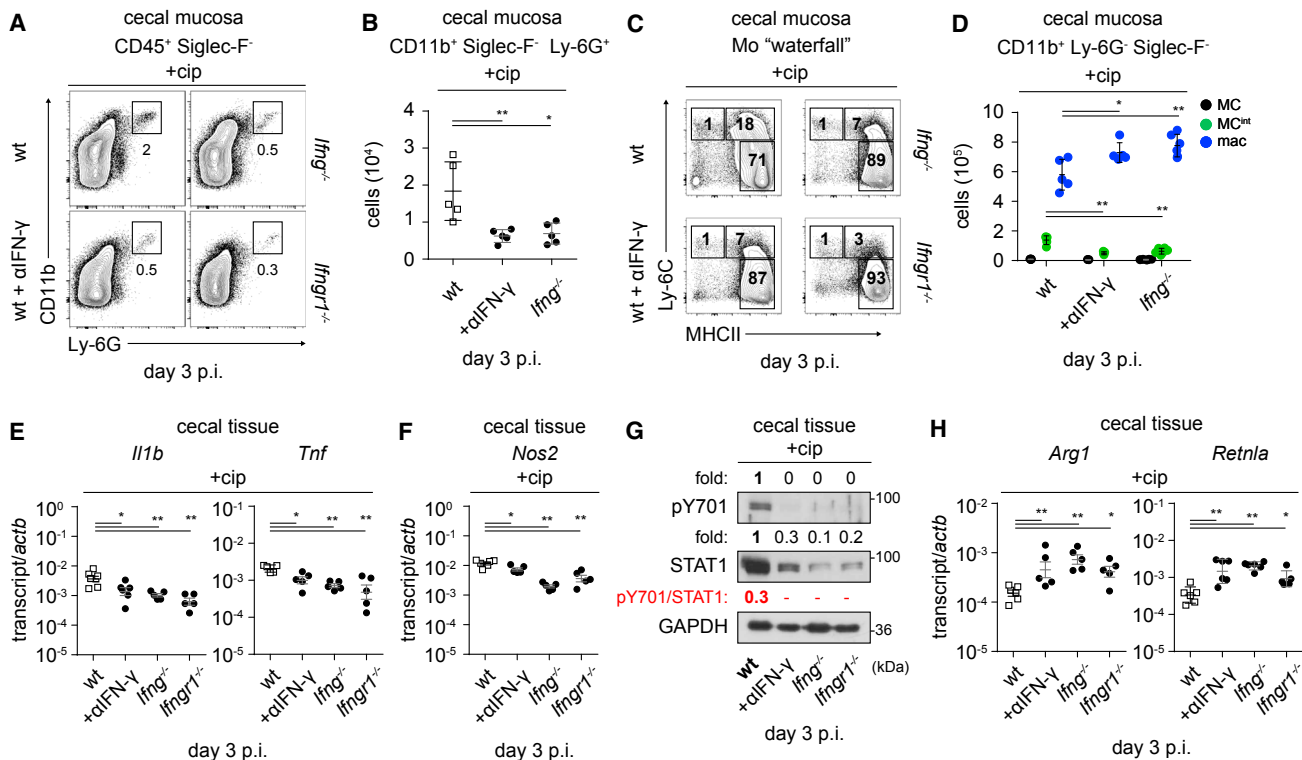 A
cecal mucosa
CD45⁺ Siglec-F⁻
+cip
wt
wt + αIFN-γ
2
0.5
0.5
0.3
Ifng⁻/⁻
Ifngr1⁻/⁻
CD11b
Ly-6G
day 3 p.i.
B
cecal mucosa
CD11b⁺ Siglec-F⁻ Ly-6G⁺
+cip
cells (10⁴)
4
3
2
1
0
**
*
wt
+αIFN-γ
Ifng⁻/⁻
day 3 p.i.
C
cecal mucosa
Mo “waterfall”
+cip
wt
wt + αIFN-γ
1 18
71
1 7
89
1 7
87
1 3
93
Ifng⁻/⁻
Ifngr1⁻/⁻
Ly-6C
MHCII
day 3 p.i.
D
cecal mucosa
CD11b⁺ Ly-6G⁻ Siglec-F⁻
+cip
MC
MCⁱⁿᵗ
mac
cells (10⁵)
10
8
6
4
2
0
*
**
**
**
wt
+αIFN-γ
Ifng⁻/⁻
day 3 p.i.
E
cecal tissue
Il1b
Tnf
+cip
transcript/actb
10⁰
10⁻¹
10⁻²
10⁻³
10⁻⁴
10⁻⁵
*
**
**
10⁻¹
10⁻²
10⁻³
10⁻⁴
10⁻⁵
*
**
**
wt
+αIFN-γ
Ifng⁻/⁻
Ifngr1⁻/⁻
wt
+αIFN-γ
Ifng⁻/⁻
Ifngr1⁻/⁻
day 3 p.i.
F
cecal tissue
Nos2
+cip
transcript/actb
10⁰
10⁻¹
10⁻²
10⁻³
10⁻⁴
10⁻⁵
*
**
**
wt
+αIFN-γ
Ifng⁻/⁻
Ifngr1⁻/⁻
day 3 p.i.
G
cecal tissue
+cip
fold: 1 0 0 0
pY701 100
fold: 1 0.3 0.1 0.2
STAT1 100
pY701/STAT1: 0.3 - - -
GAPDH 36
(kDa)
wt
+αIFN-γ
Ifng⁻/⁻
Ifngr1⁻/⁻
day 3 p.i.
H
cecal tissue
Arg1
Retnla
+cip
transcript/actb
10⁻²
10⁻³
10⁻⁴
10⁻⁵
**
**
*
10⁻¹
10⁻²
10⁻³
10⁻⁴
10⁻⁵
**
**
*
wt
+αIFN-γ
Ifng⁻/⁻
Ifngr1⁻/⁻
wt
+αIFN-γ
Ifng⁻/⁻
Ifngr1⁻/⁻
day 3 p.i.